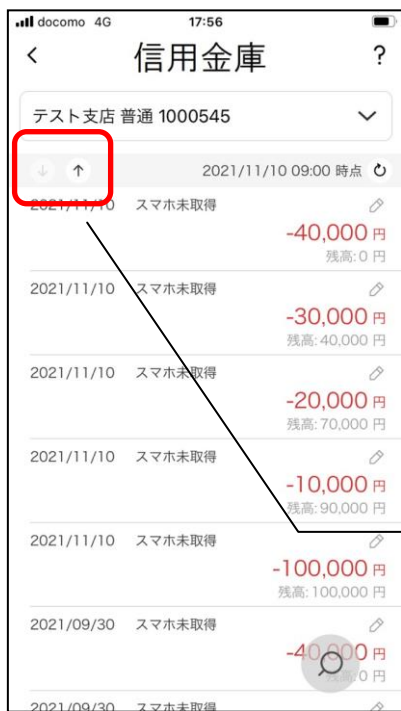 docomo 4G 17:56
信用金庫 ?
テスト支店 普通 1000545
2021/11/10 09:00 時点
2021/11/10 スマホ未取得
-40,000 円
残高:0 円
2021/11/10 スマホ未取得
-30,000 円
残高:40,000 円
2021/11/10 スマホ未取得
-20,000 円
残高:70,000 円
2021/11/10 スマホ未取得
-10,000 円
残高:90,000 円
2021/11/10 スマホ未取得
-100,000 円
残高:100,000 円
2021/09/30 スマホ未取得
-40,000 円
:0 円
2021/09/30 スマホ未取得